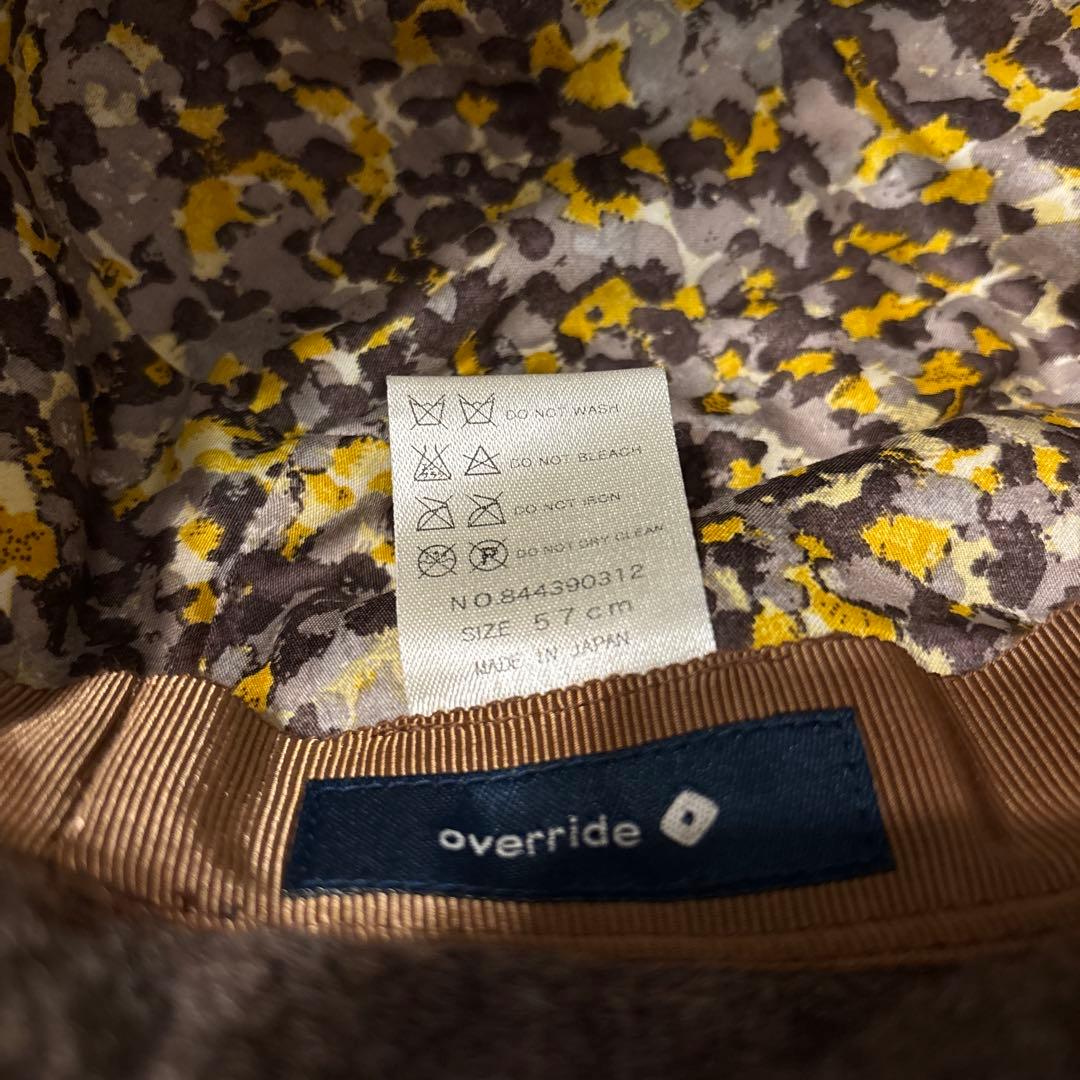 DO NOT WASH
DO NOT BLEACH
DO NOT IRON
DO NOT DRY CLEAN
NO.844390312
SIZE 57cm
MADE IN JAPAN
override